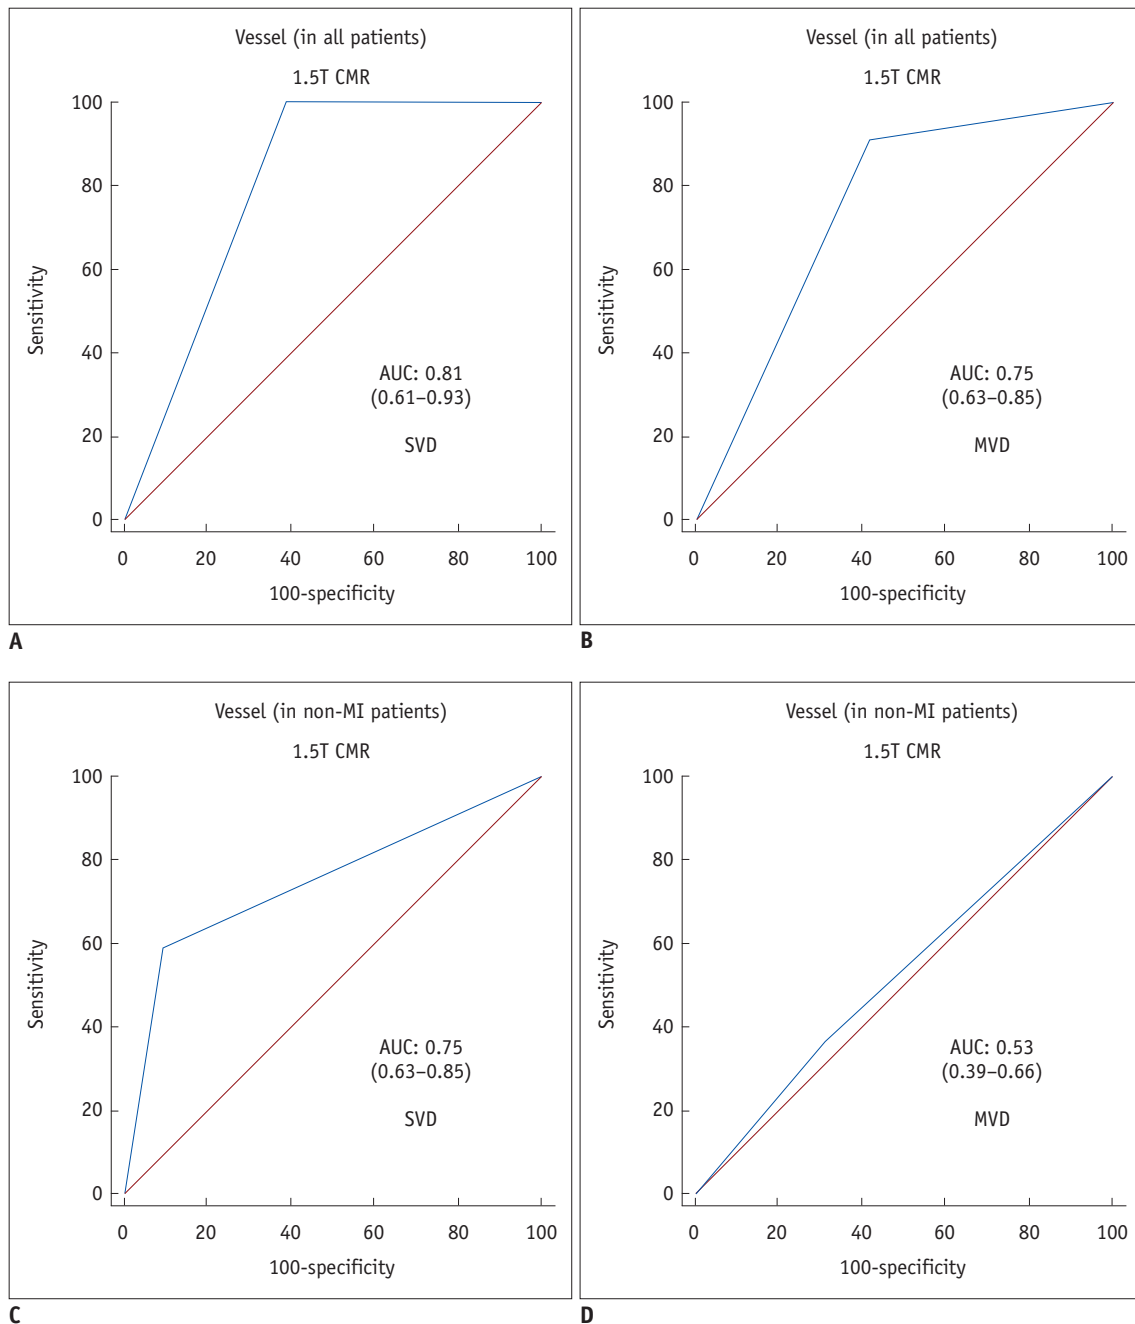 Vessel (in all patients)
1.5T CMR
100
80
60
40
20
0
Sensitivity
AUC: 0.81
(0.61–0.93)
SVD
0 20 40 60 80 100
100-specificity
A
Vessel (in all patients)
1.5T CMR
100
80
60
40
20
0
Sensitivity
AUC: 0.75
(0.63–0.85)
MVD
0 20 40 60 80 100
100-specificity
B
Vessel (in non-MI patients)
1.5T CMR
100
80
60
40
20
0
Sensitivity
AUC: 0.75
(0.63–0.85)
SVD
0 20 40 60 80 100
100-specificity
C
Vessel (in non-MI patients)
1.5T CMR
100
80
60
40
20
0
Sensitivity
AUC: 0.53
(0.39–0.66)
MVD
0 20 40 60 80 100
100-specificity
D